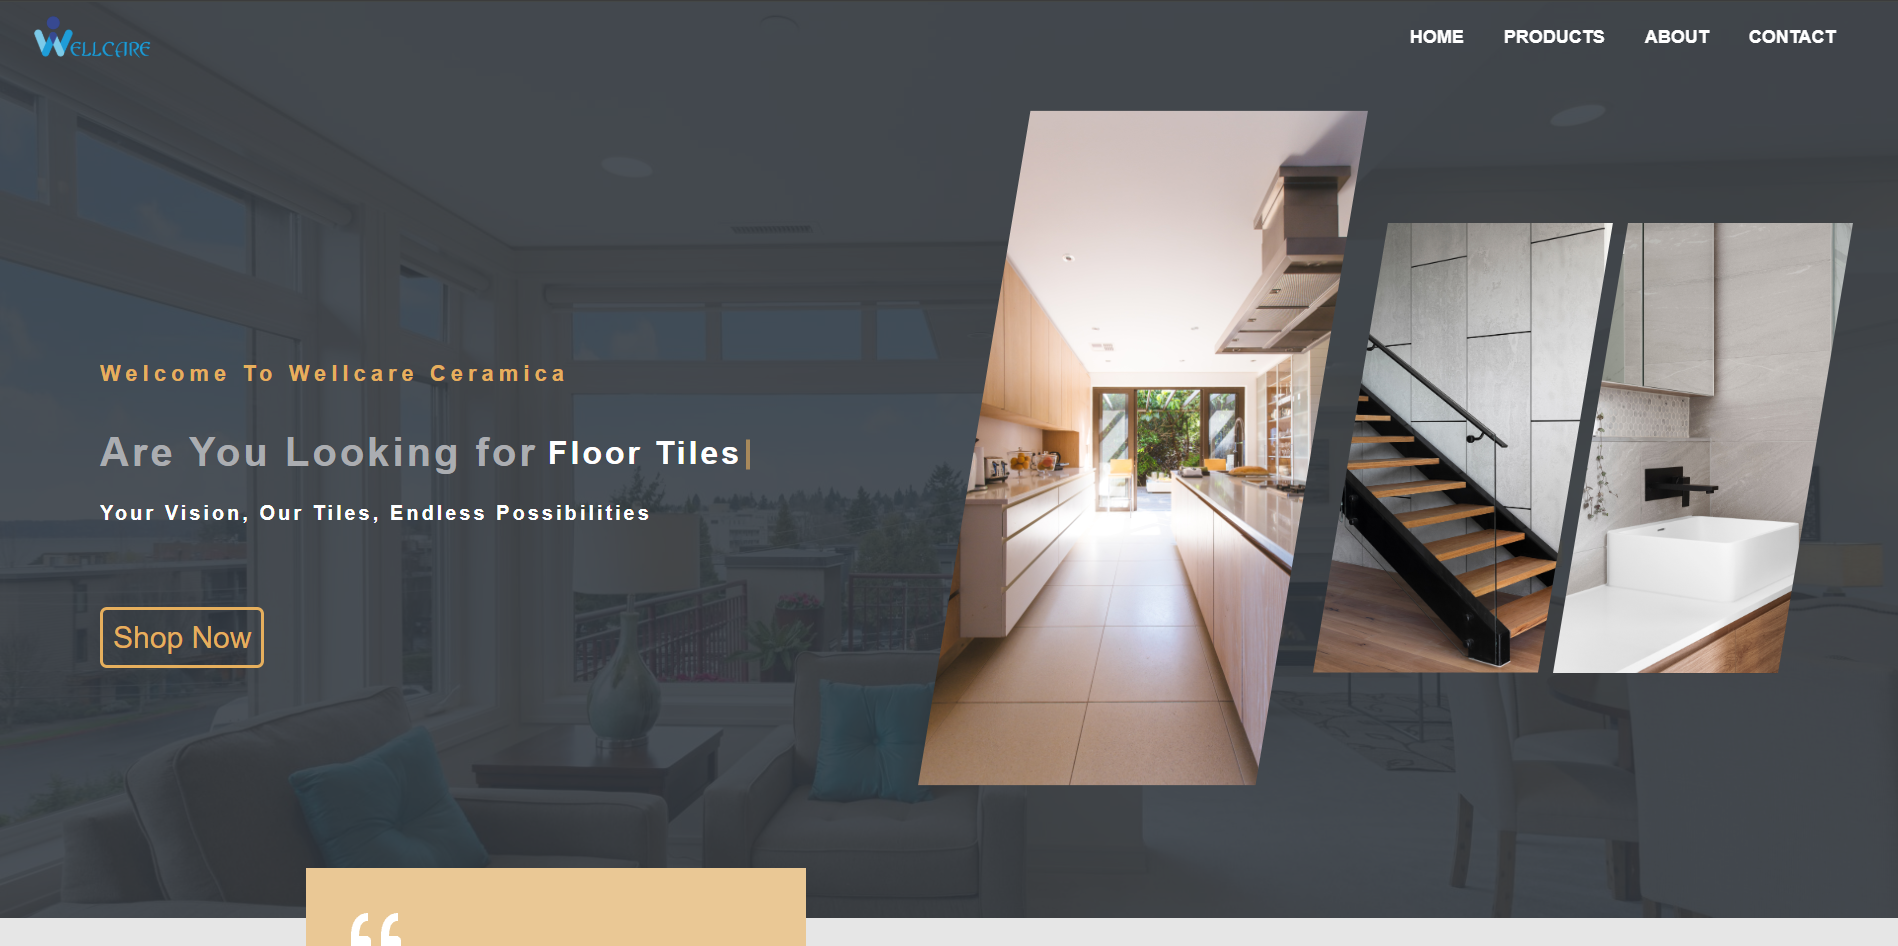 WELLCARE
HOME PRODUCTS ABOUT CONTACT
Welcome To Wellcare Ceramica
Are You Looking for Floor Tiles|
Your Vision, Our Tiles, Endless Possibilities
Shop Now
“